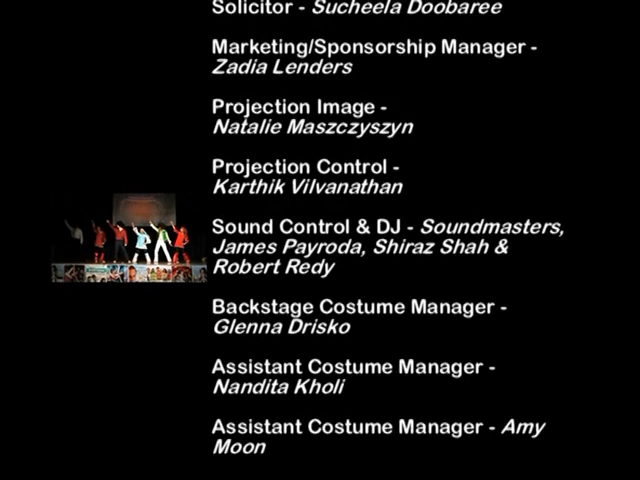 Solicitor - Sucheela Doobaree
Marketing/Sponsorship Manager -
Zadia Lenders
Projection Image -
Natalie Maszczyszyn
Projection Control -
Karthik Vilvanathan
Sound Control & DJ - Soundmasters,
James Payroda, Shiraz Shah &
Robert Redy
Backstage Costume Manager -
Glenna Drisko
Assistant Costume Manager -
Nandita Kholi
Assistant Costume Manager - Amy
Moon